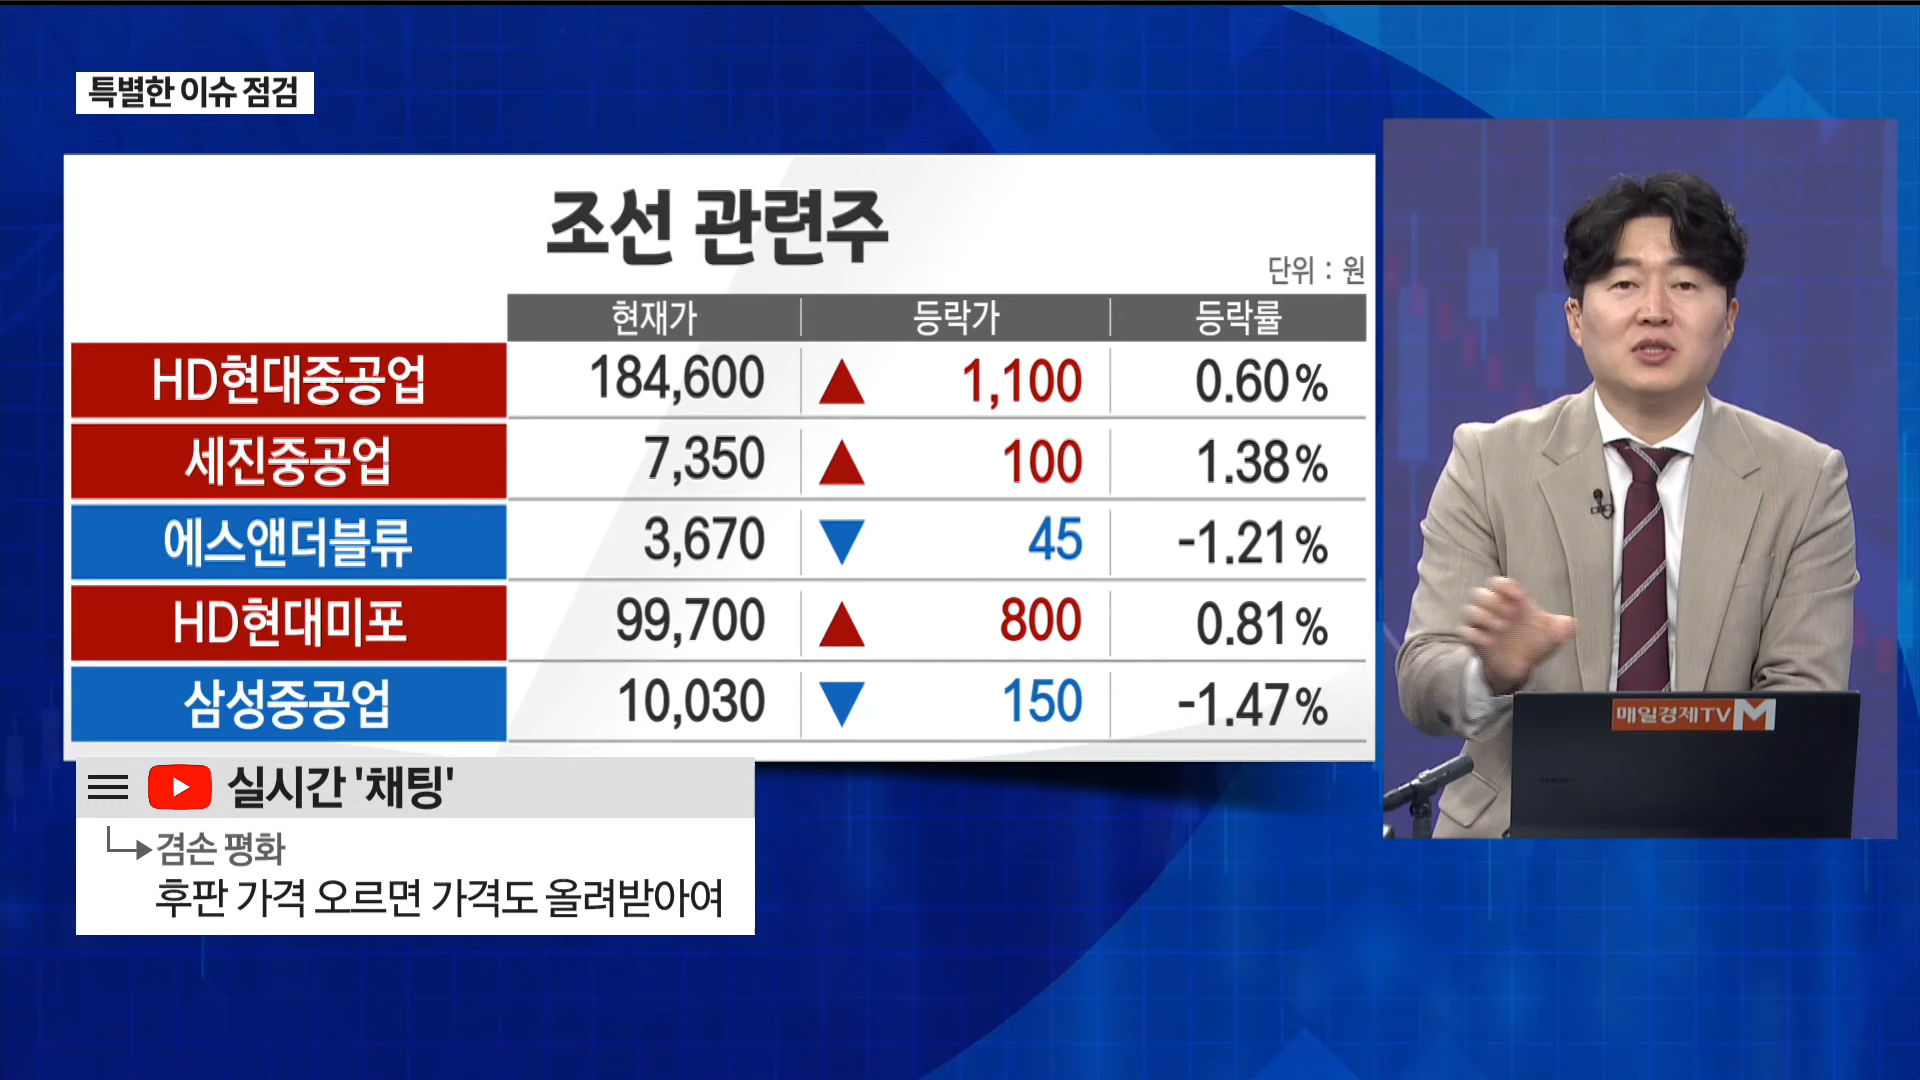 특별한 이슈 점검
조선 관련주
단위 : 원
현재가 등락가 등락률
HD현대중공업 184,600 ▲ 1,100 0.60%
세진중공업 7,350 ▲ 100 1.38%
에스앤더블류 3,670 ▼ 45 -1.21%
HD현대미포 99,700 ▲ 800 0.81%
삼성중공업 10,030 ▼ 150 -1.47%
매일경제TV M
실시간 '채팅'
겸손 평화
후판 가격 오르면 가격도 올려받아여